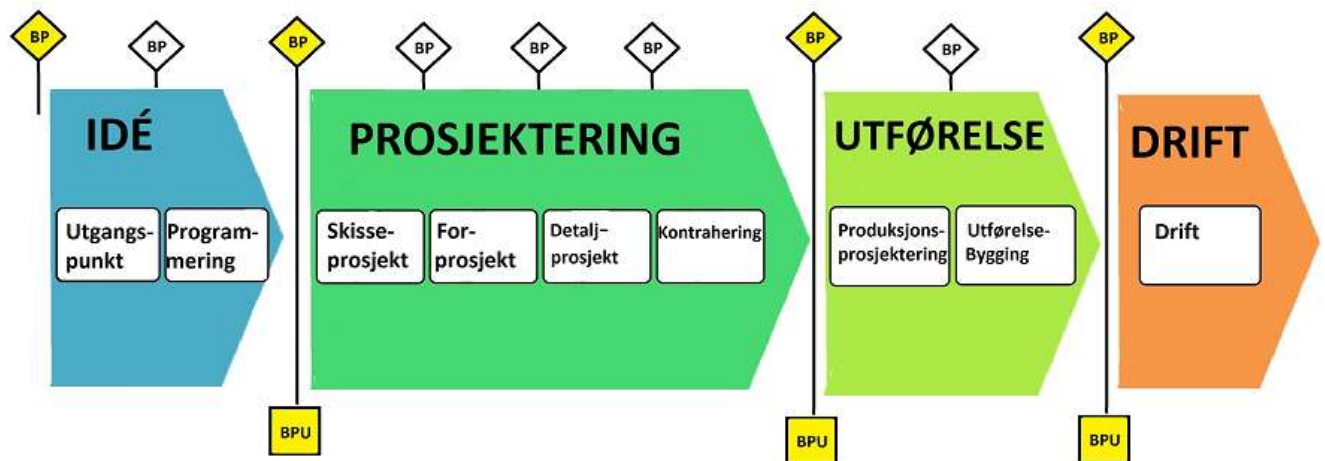 BP
BP
BP
BP
BP
BP
BP
BP
BP
IDÉ
PROSJEKTERING
UTFØRELSE
DRIFT
Utgangs-
punkt
Program-
mering
Skisse-
prosjekt
For-
prosjekt
Detalj–
prosjekt
Kontrahering
Produksjons-
prosjektering
Utførelse-
Bygging
Drift
BPU
BPU
BPU